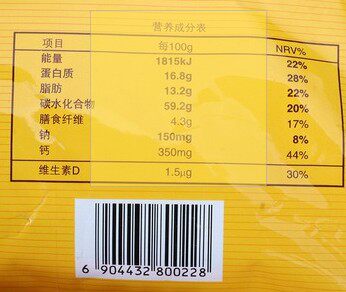 营养成分表
项目 每100g NRV%
能量 1815kJ 22%
蛋白质 16.8g 28%
脂肪 13.2g 22%
碳水化合物 59.2g 20%
膳食纤维 4.3g 17%
钠 150mg 8%
钙 350mg 44%
维生素D 1.5μg 30%
6 904432 800228